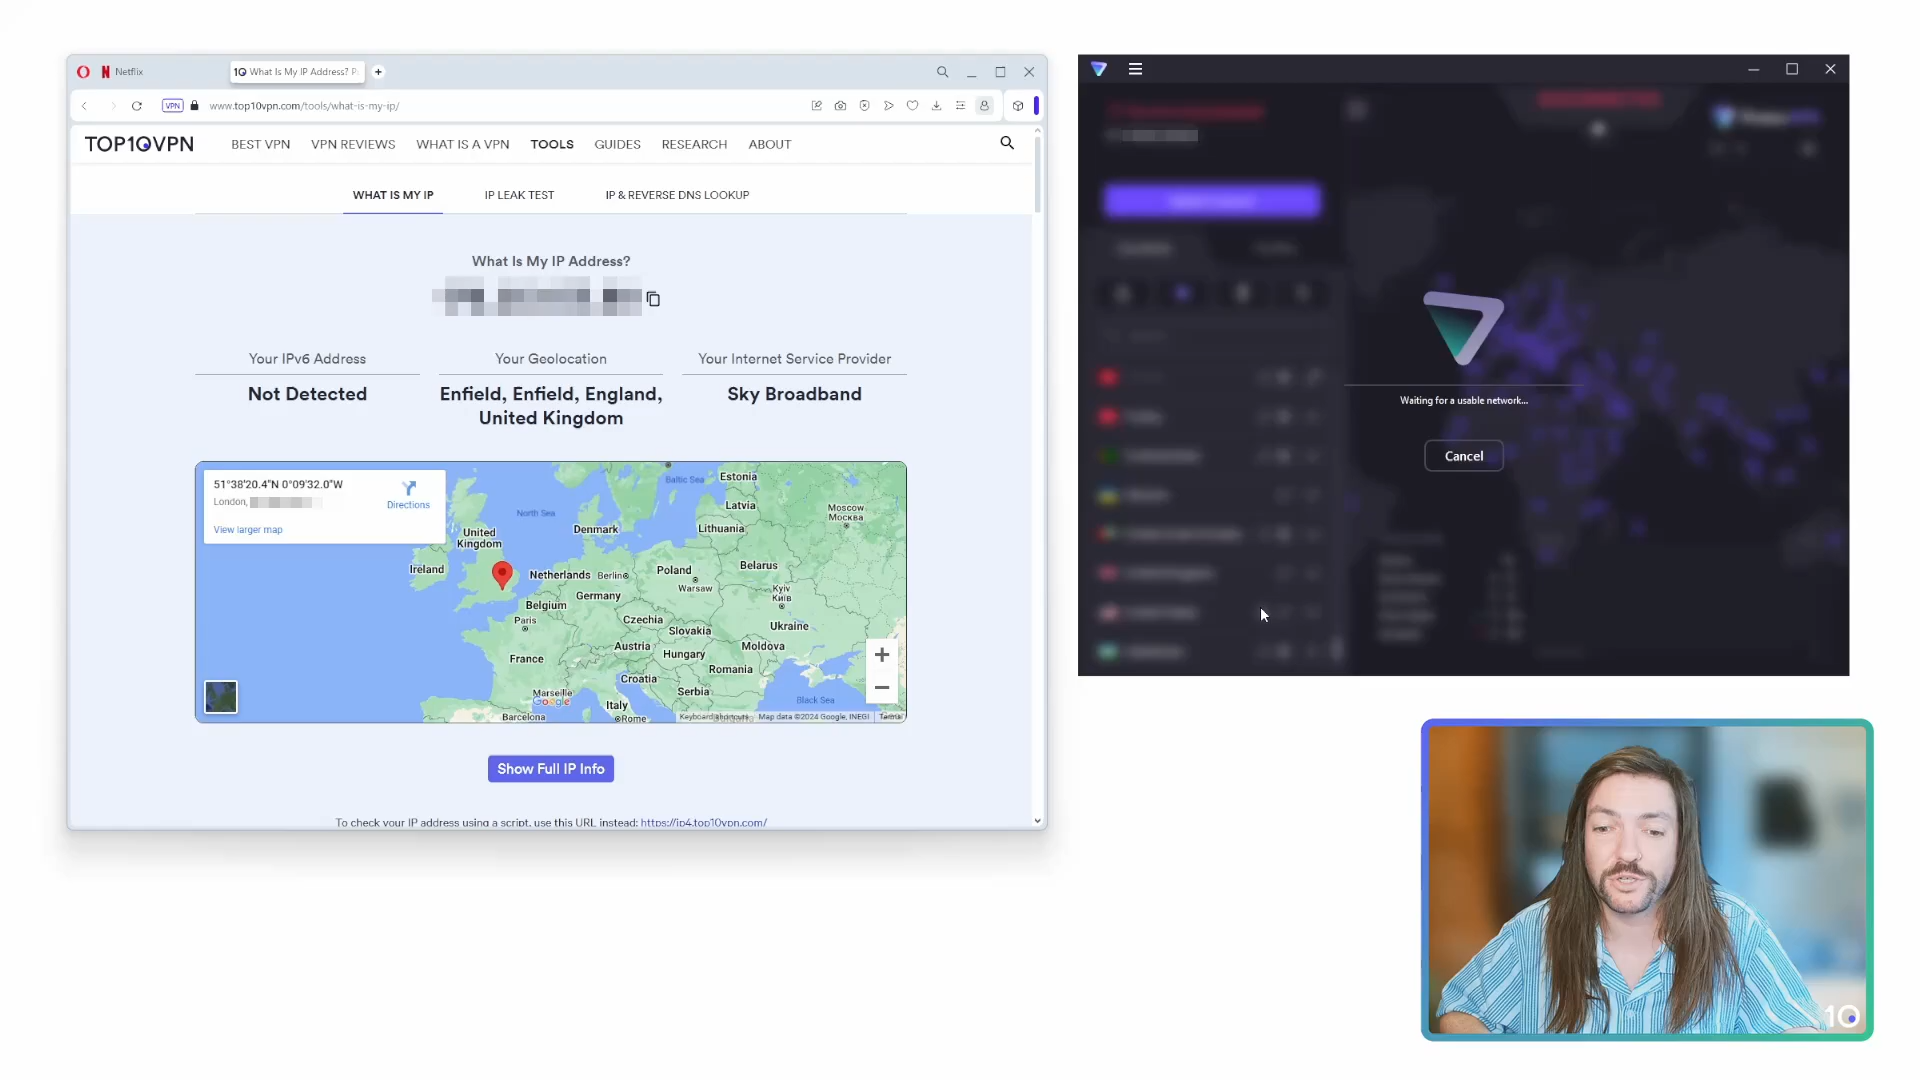 Netflix
10 What Is My IP Address? P
VPN
www.top10vpn.com/tools/what-is-my-ip/
TOP10VPN
BEST VPN
VPN REVIEWS
WHAT IS A VPN
TOOLS
GUIDES
RESEARCH
ABOUT
WHAT IS MY IP
IP LEAK TEST
IP & REVERSE DNS LOOKUP
What Is My IP Address?
Your IPv6 Address
Not Detected
Your Geolocation
Enfield, Enfield, England,
United Kingdom
Your Internet Service Provider
Sky Broadband
51°38'20.4"N 0°09'32.0"W
London,
Directions
View larger map
Baltic Sea
Estonia
Latvia
Moscow
Москва
North Sea
Denmark
Lithuania
United
Kingdom
Ireland
Netherlands
Berlin
Poland
Warsaw
Belarus
Belgium
Germany
Kyiv
Київ
Paris
Czechia
Slovakia
Ukraine
Austria
Hungary
Moldova
France
Croatia
Romania
Serbia
Marseille
Google
Italy
Black Sea
Barcelona
Rome
Keyboard shortcuts
Map data ©2024 Google, INEGI
Terms
Show Full IP Info
To check your IP address using a script, use this URL instead: https://ip4.top10vpn.com/
Waiting for a usable network...
Cancel
10